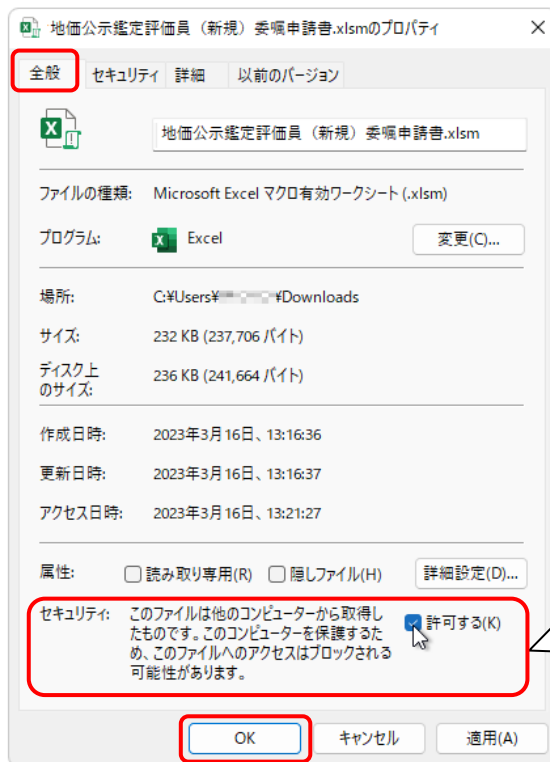 地価公示鑑定評価員（新規）委嘱申請書.xlsmのプロパティ
全般 セキュリティ 詳細 以前のバージョン
地価公示鑑定評価員（新規）委嘱申請書.xlsm
ファイルの種類: Microsoft Excel マクロ有効ワークシート (.xlsm)
プログラム: Excel 変更(C)...
場所: C:¥Users¥ ¥Downloads
サイズ: 232 KB (237,706 バイト)
ディスク上
のサイズ: 236 KB (241,664 バイト)
作成日時: 2023年3月16日、13:16:36
更新日時: 2023年3月16日、13:16:37
アクセス日時: 2023年3月16日、13:21:27
属性: 読み取り専用(R) 隠しファイル(H) 詳細設定(D)...
セキュリティ: このファイルは他のコンピューターから取得し 許可する(K)
たものです。このコンピューターを保護するた
め、このファイルへのアクセスはブロックされる
可能性があります。
OK キャンセル 適用(A)